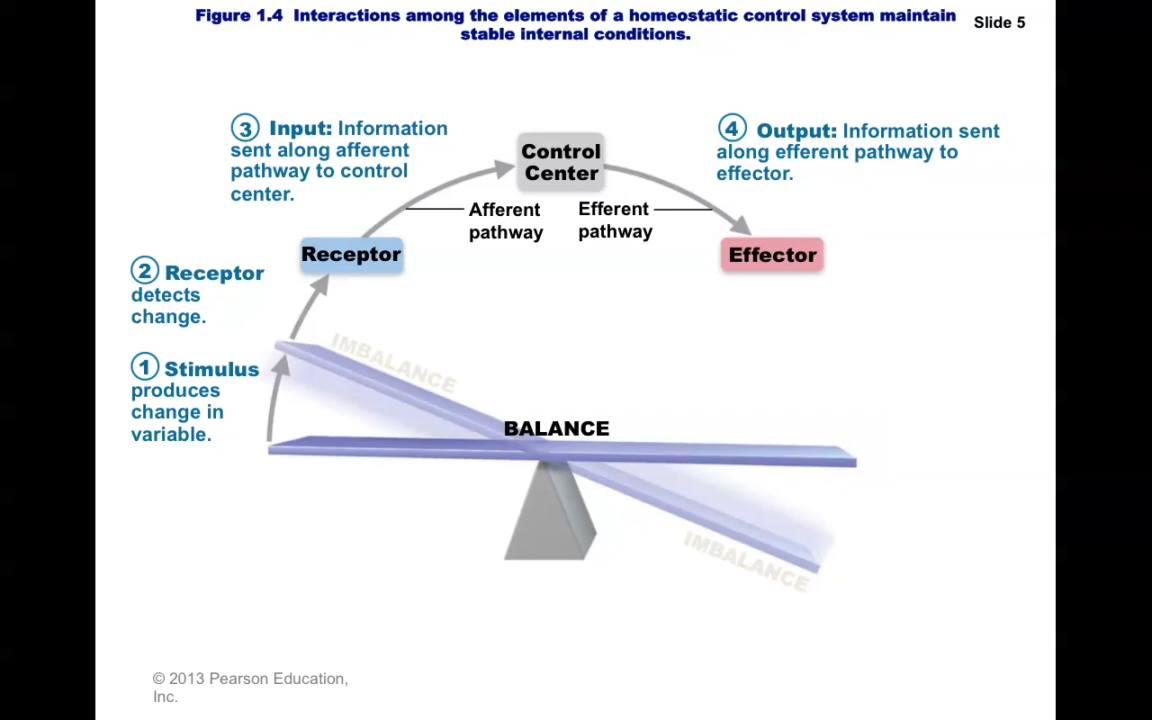 Figure 1.4 Interactions among the elements of a homeostatic control system maintain
stable internal conditions.
Slide 5
3 Input: Information
sent along afferent
pathway to control
center.
Control
Center
4 Output: Information sent
along efferent pathway to
effector.
Afferent
pathway
Efferent
pathway
Receptor
Effector
2 Receptor
detects
change.
IMBALANCE
1 Stimulus
produces
change in
variable.
BALANCE
IMBALANCE
© 2013 Pearson Education,
Inc.